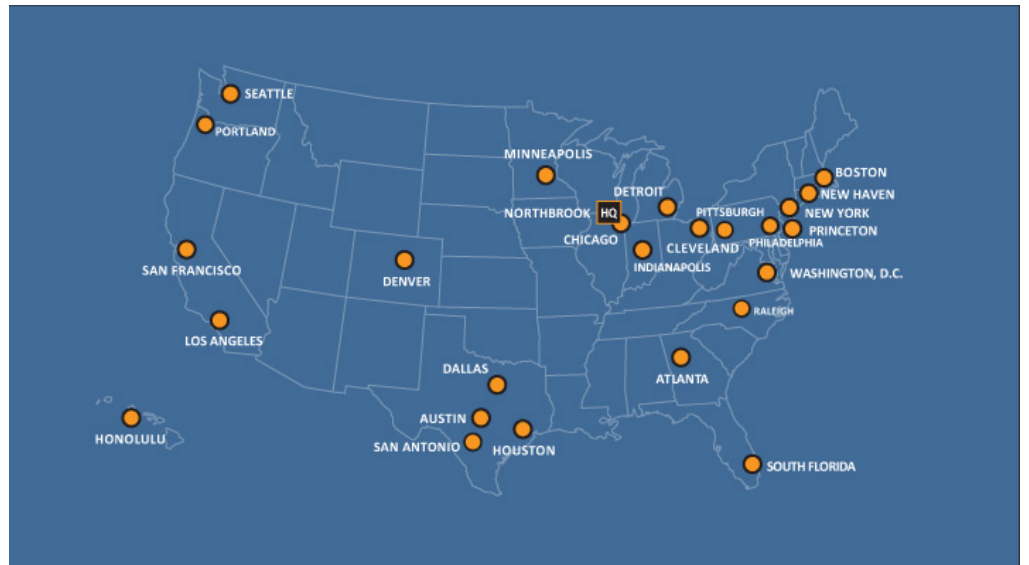 SEATTLE
PORTLAND
MINNEAPOLIS
BOSTON
DETROIT
NEW HAVEN
NORTHBROOK HQ
PITTSBURGH
NEW YORK
CHICAGO
PRINCETON
CLEVELAND
PHILADELPHIA
SAN FRANCISCO
INDIANAPOLIS
WASHINGTON, D.C.
DENVER
RALEIGH
LOS ANGELES
DALLAS
ATLANTA
AUSTIN
HONOLULU
SAN ANTONIO
HOUSTON
SOUTH FLORIDA